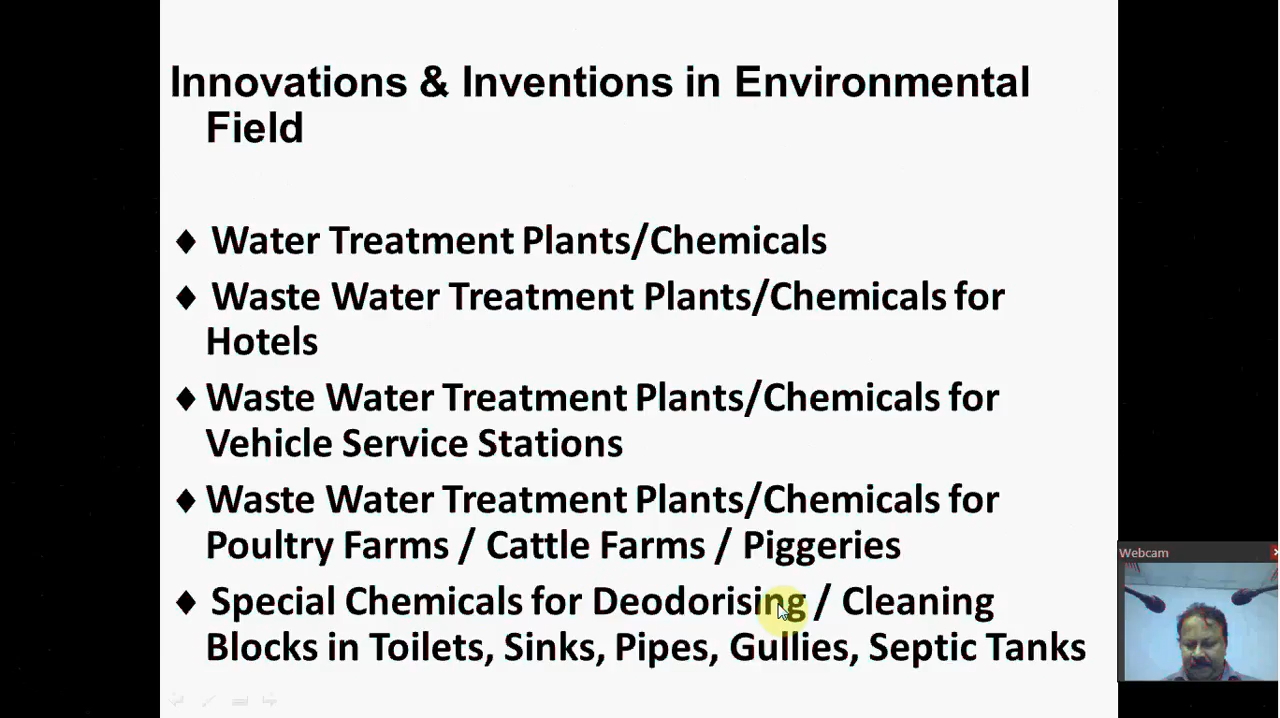 Innovations & Inventions in Environmental
Field
♦ Water Treatment Plants/Chemicals
♦ Waste Water Treatment Plants/Chemicals for
Hotels
♦ Waste Water Treatment Plants/Chemicals for
Vehicle Service Stations
♦ Waste Water Treatment Plants/Chemicals for
Poultry Farms / Cattle Farms / Piggeries
♦ Special Chemicals for Deodorising / Cleaning
Blocks in Toilets, Sinks, Pipes, Gullies, Septic Tanks
Webcam